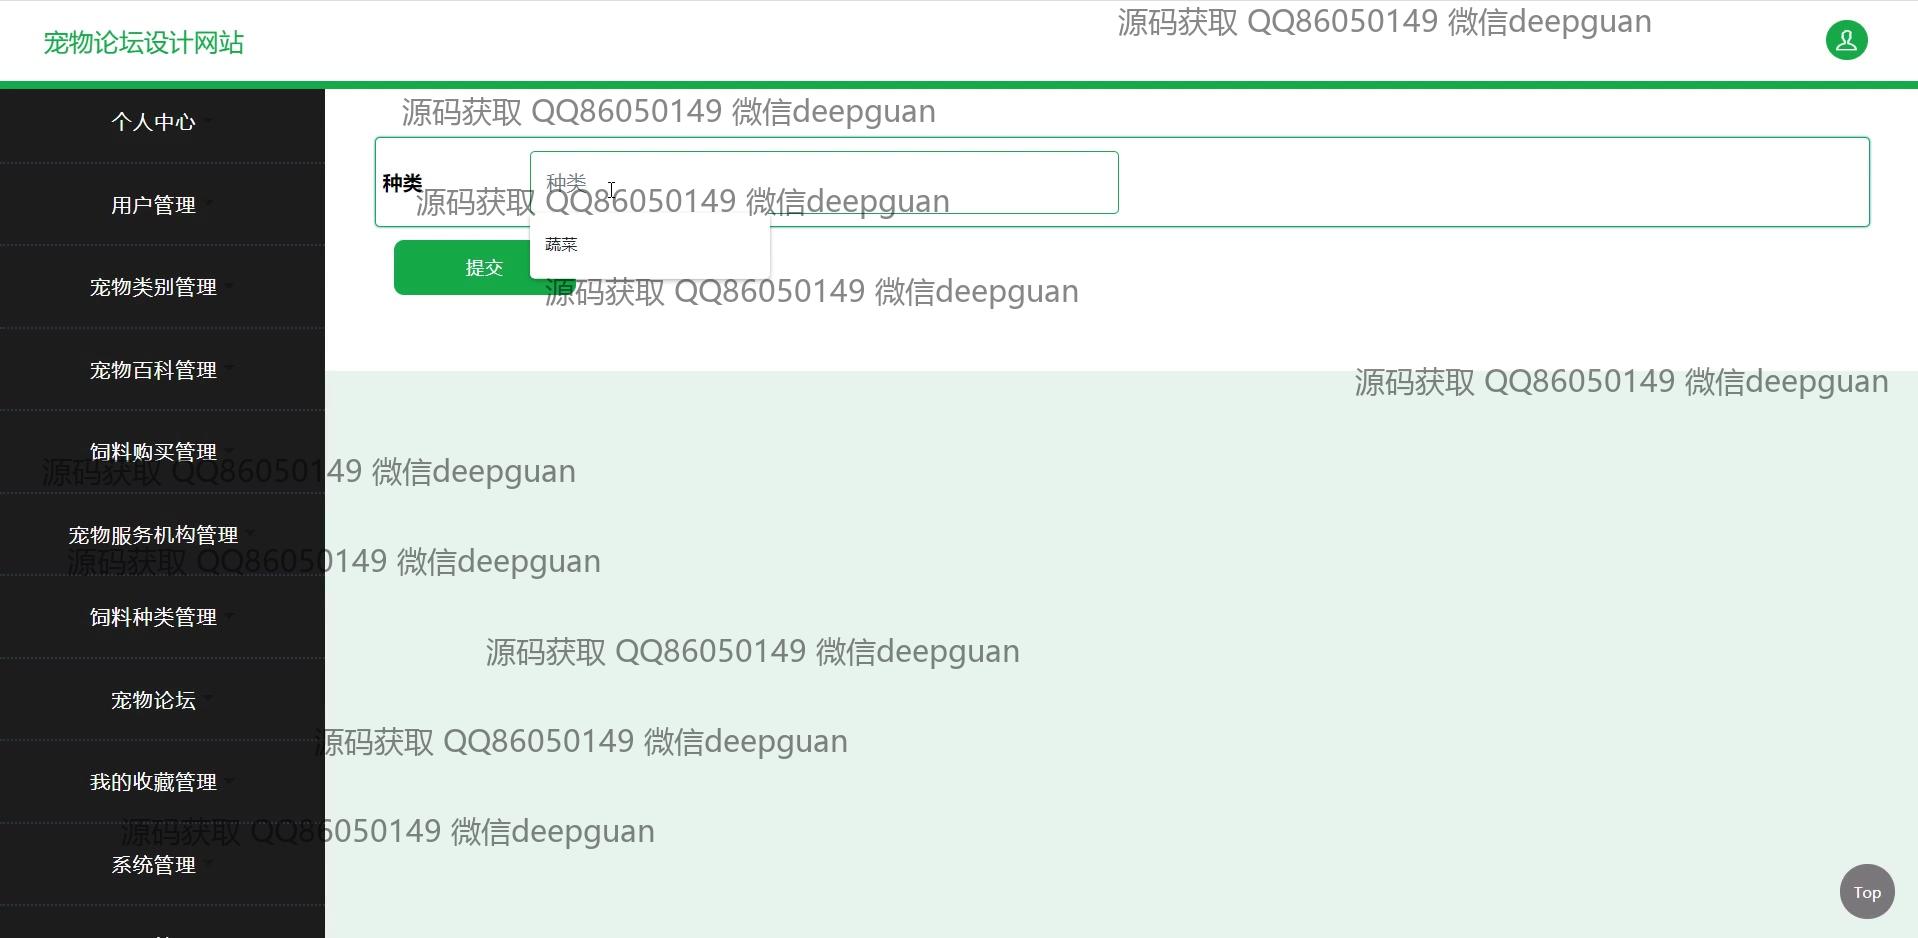 源码获取 QQ86050149 微信deepguan
宠物论坛设计网站
个人中心
源码获取 QQ86050149 微信deepguan
种类
种类
源码获取 QQ86050149 微信deepguan
用户管理
蔬菜
提交
宠物类别管理
源码获取 QQ86050149 微信deepguan
宠物百科管理
源码获取 QQ86050149 微信deepguan
饲料购买管理
源码获取 QQ86050149 微信deepguan
宠物服务机构管理
源码获取 QQ86050149 微信deepguan
饲料种类管理
源码获取 QQ86050149 微信deepguan
宠物论坛
源码获取 QQ86050149 微信deepguan
我的收藏管理
源码获取 QQ86050149 微信deepguan
系统管理
Top